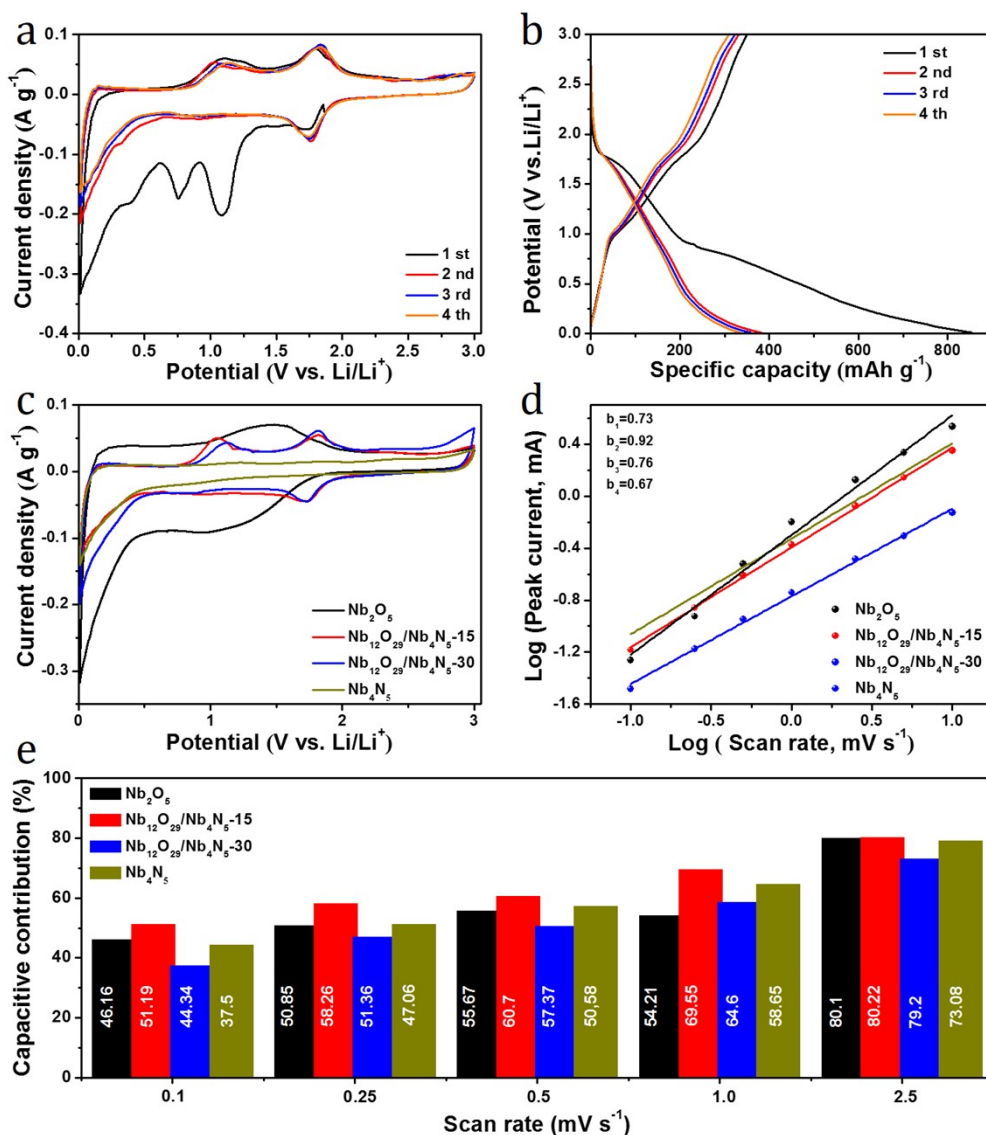 a
Current density (A g⁻¹)
0.1
0.0
-0.1
-0.2
-0.3
-0.4
0.0 0.5 1.0 1.5 2.0 2.5 3.0
Potential (V vs. Li/Li⁺)
1 st
2 nd
3 rd
4 th
b
Potential (V vs.Li/Li⁺)
3.0
2.4
1.8
1.2
0.6
0.0
0 200 400 600 800
Specific capacity (mAh g⁻¹)
1 st
2 nd
3 rd
4 th
c
Current density (A g⁻¹)
0.1
0.0
-0.1
-0.2
-0.3
0 1 2 3
Potential (V vs. Li/Li⁺)
Nb₂O₅
Nb₁₂O₂₉/Nb₄N₅-15
Nb₁₂O₂₉/Nb₄N₅-30
Nb₄N₅
d
Log (Peak current, mA)
0.4
0.0
-0.4
-0.8
-1.2
-1.6
-1.0 -0.5 0.0 0.5 1.0
Log ( Scan rate, mV s⁻¹)
b₁=0.73
b₂=0.92
b₃=0.76
b₄=0.67
Nb₂O₅
Nb₁₂O₂₉/Nb₄N₅-15
Nb₁₂O₂₉/Nb₄N₅-30
Nb₄N₅
e
Capacitive contribution (%)
100
80
60
40
20
0
Nb₂O₅
Nb₁₂O₂₉/Nb₄N₅-15
Nb₁₂O₂₉/Nb₄N₅-30
Nb₄N₅
46.16 51.19 44.34 37.5
50.85 58.26 51.36 47.06
55.67 60.7 57.37 50,58
54.21 69.55 64.6 58.65
80.1 80.22 79.2 73.08
0.1 0.25 0.5 1.0 2.5
Scan rate (mV s⁻¹)